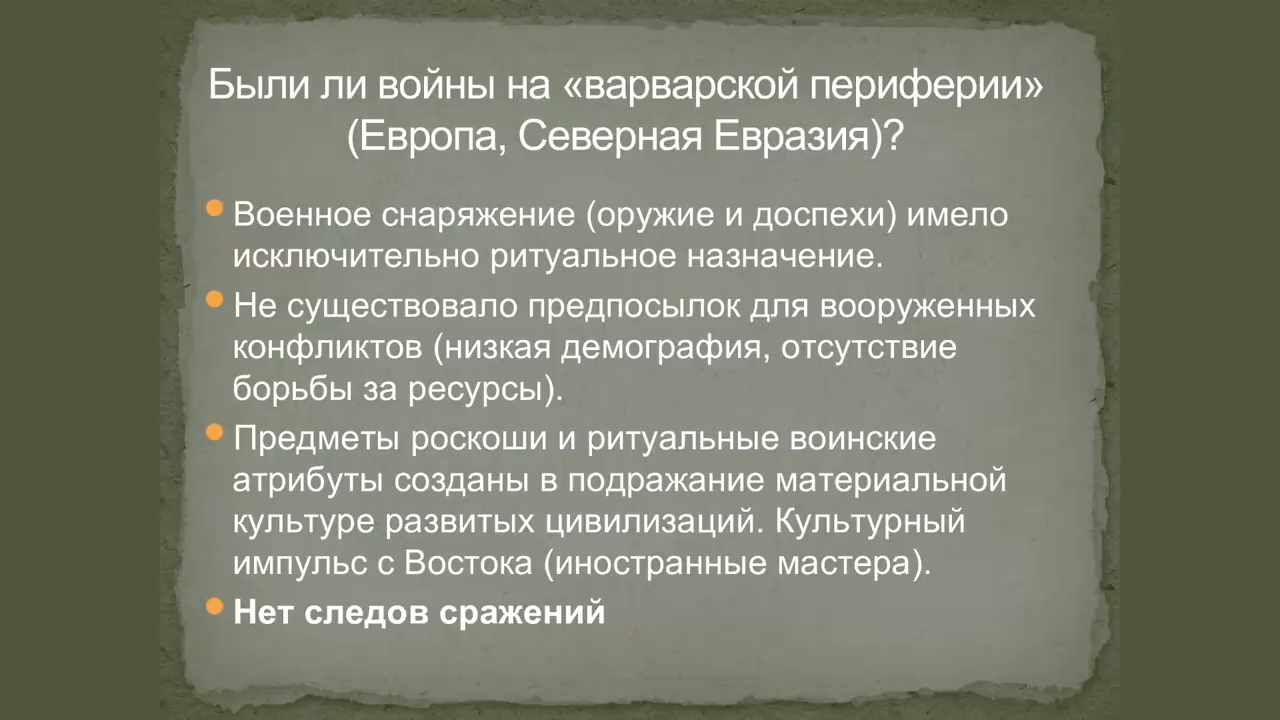 Были ли войны на «варварской периферии»
(Европа, Северная Евразия)?
Военное снаряжение (оружие и доспехи) имело
исключительно ритуальное назначение.
Не существовало предпосылок для вооруженных
конфликтов (низкая демография, отсутствие
борьбы за ресурсы).
Предметы роскоши и ритуальные воинские
атрибуты созданы в подражание материальной
культуре развитых цивилизаций. Культурный
импульс с Востока (иностранные мастера).
Нет следов сражений